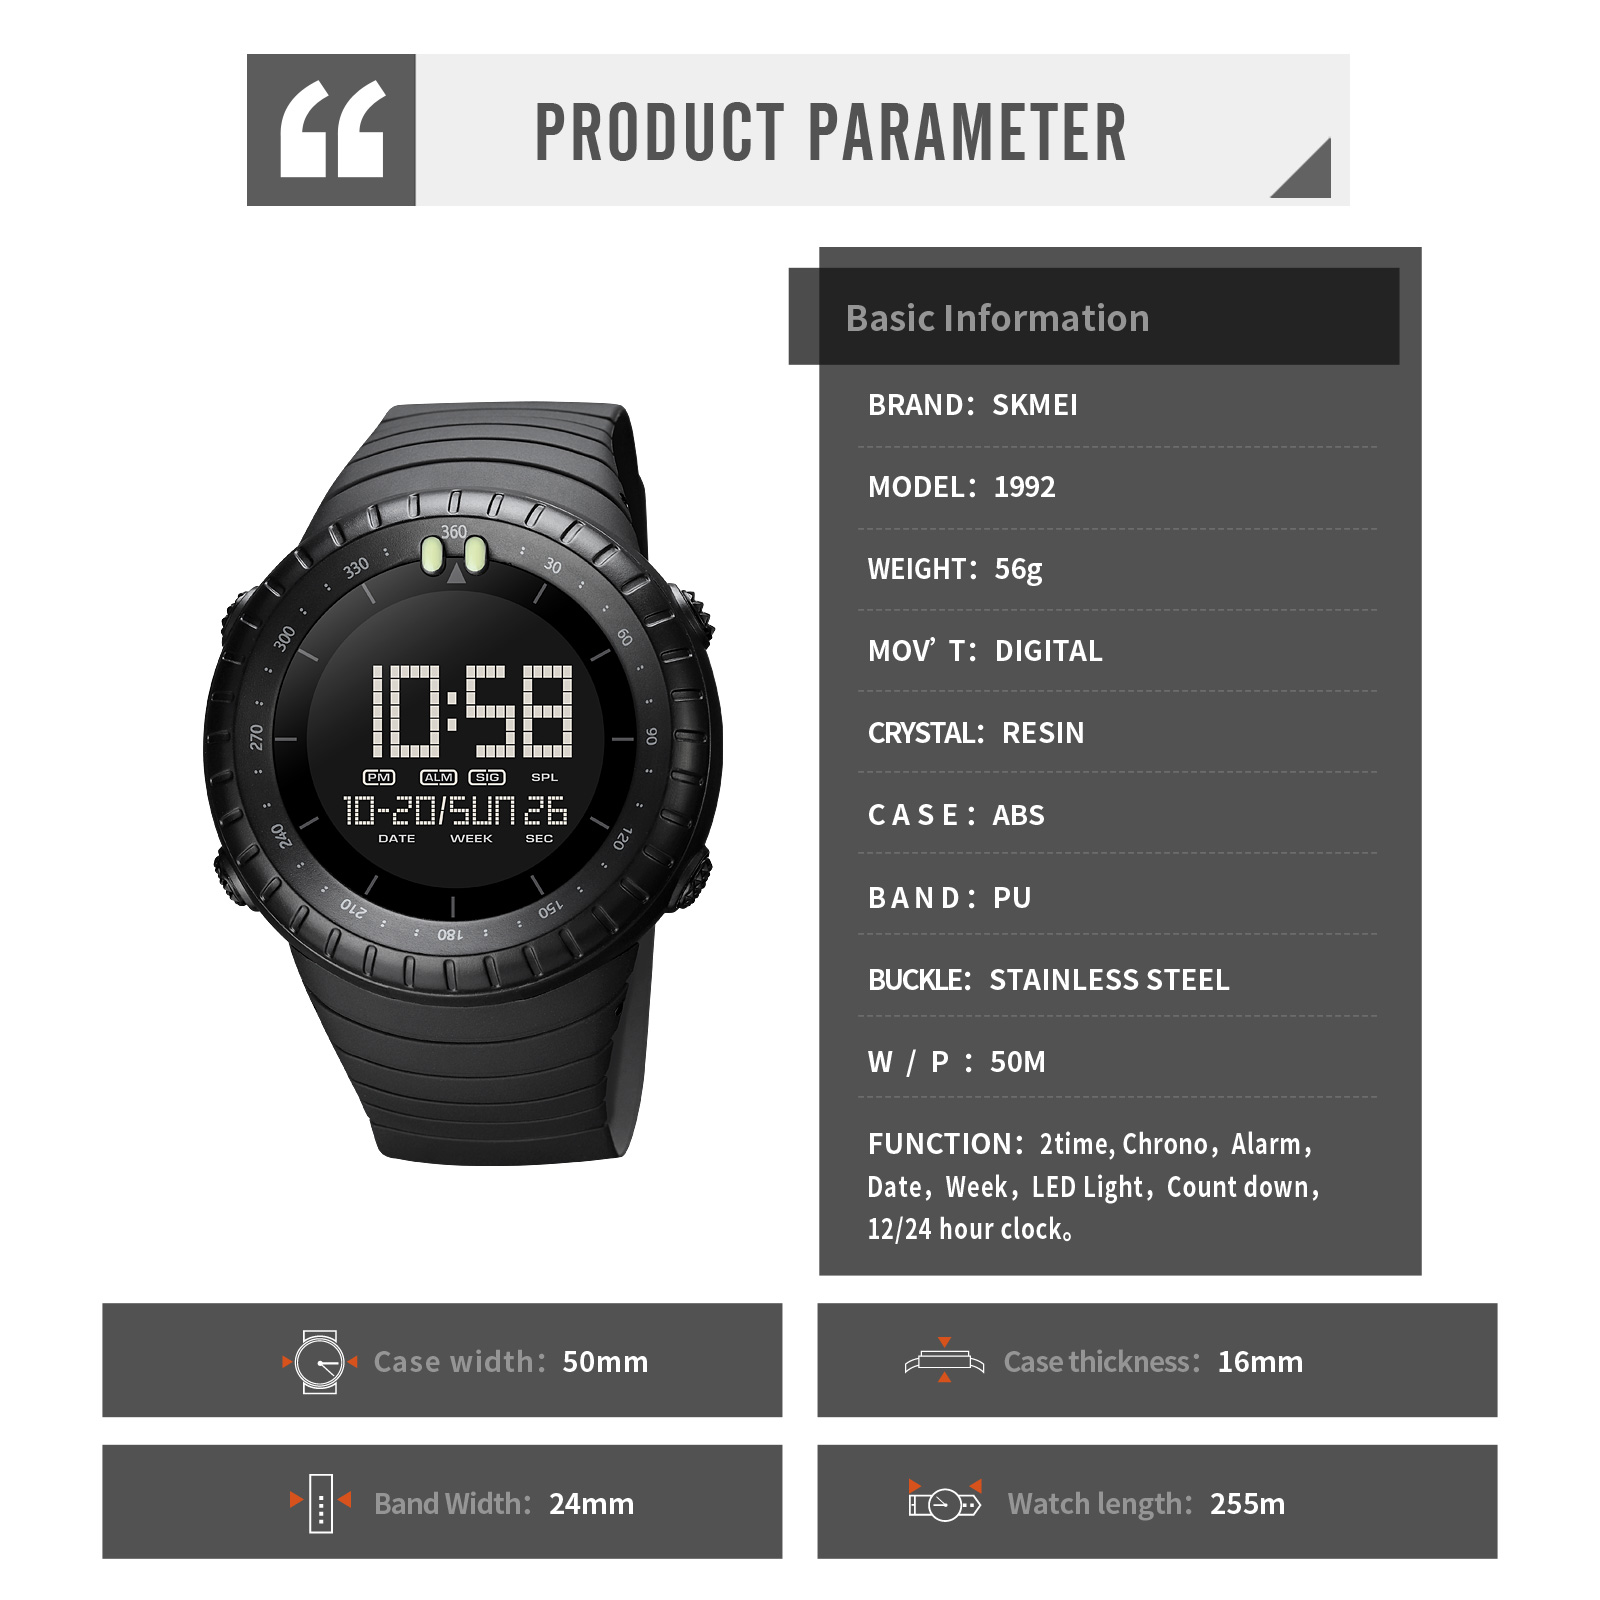 PRODUCT PARAMETER
Basic Information
BRAND：SKMEI
MODEL：1992
WEIGHT：56g
MOV’T：DIGITAL
CRYSTAL：RESIN
CASE：ABS
BAND：PU
BUCKLE：STAINLESS STEEL
W/P：50M
FUNCTION：2time, Chrono，Alarm，
Date，Week，LED Light，Count down，
12/24 hour clock。
360
30
60
90
120
150
180
210
240
270
300
330
10:58
PM ALM SIG SPL
10-20/SUN 26
DATE WEEK SEC
Case width：50mm
Case thickness：16mm
Band Width：24mm
Watch length：255m